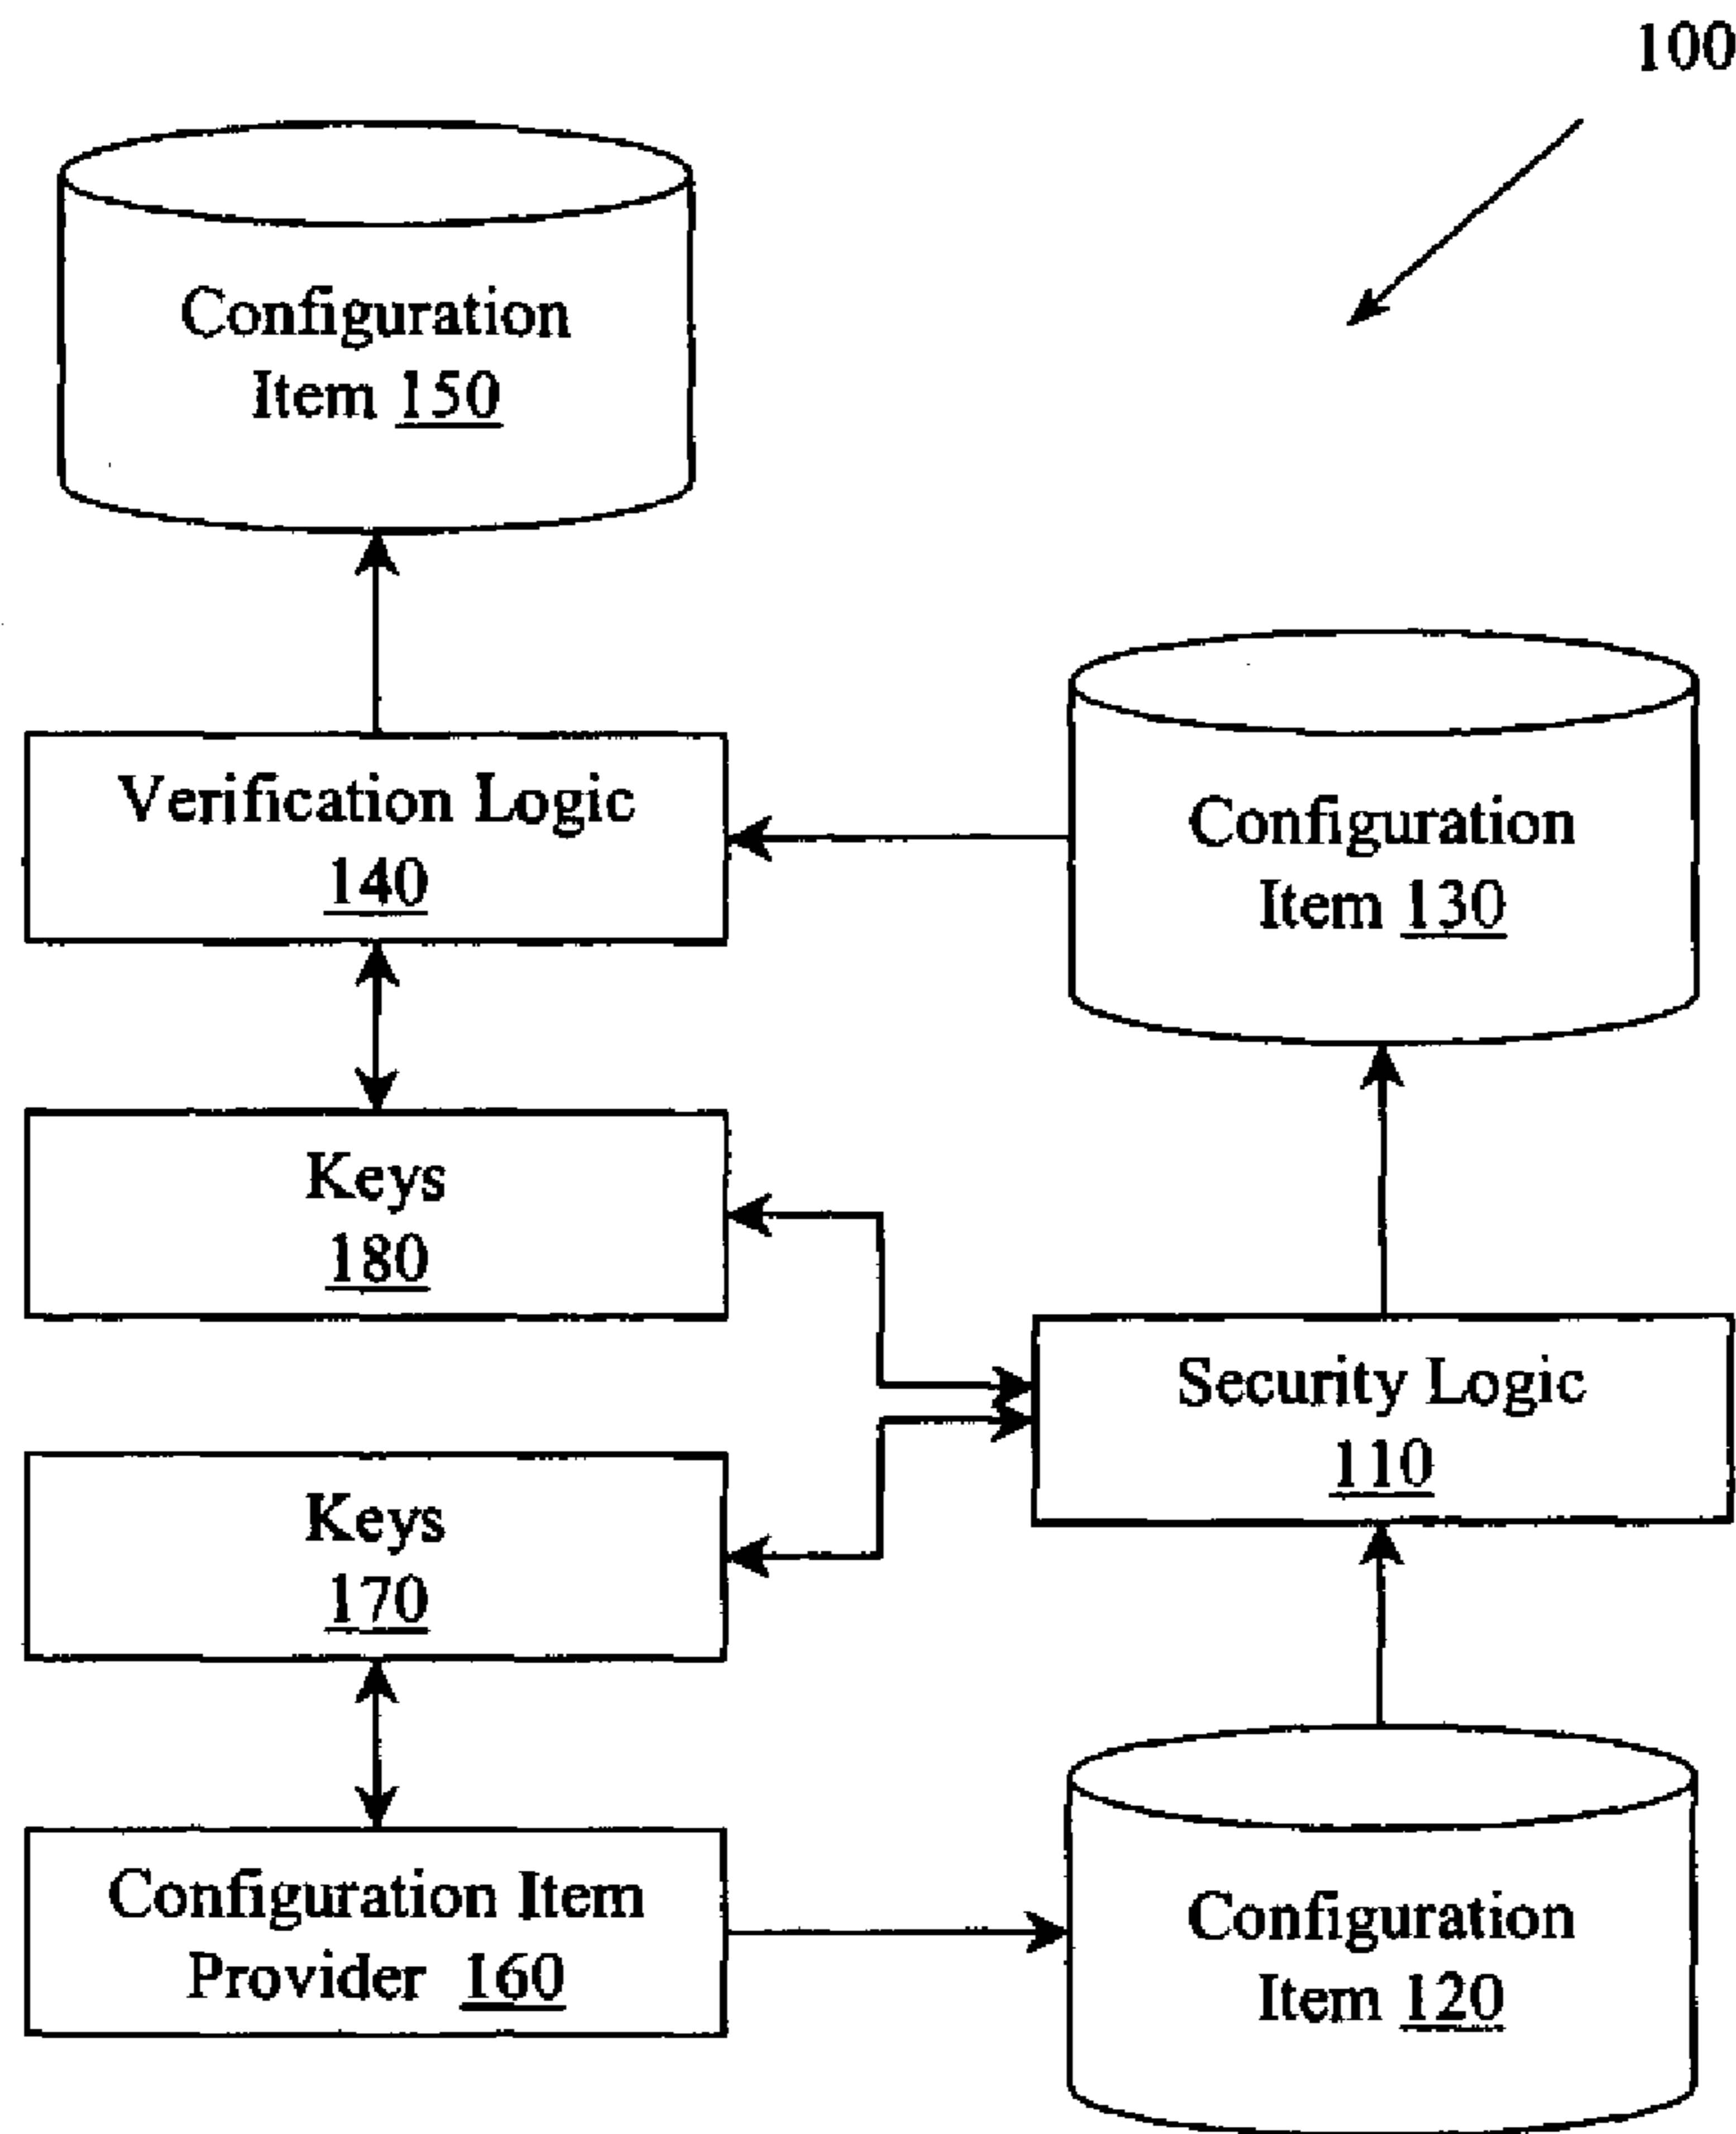 100
Configuration
Item 150
Verification Logic
140
Configuration
Item 130
Keys
180
Security Logic
110
Keys
170
Configuration Item
Provider 160
Configuration
Item 120